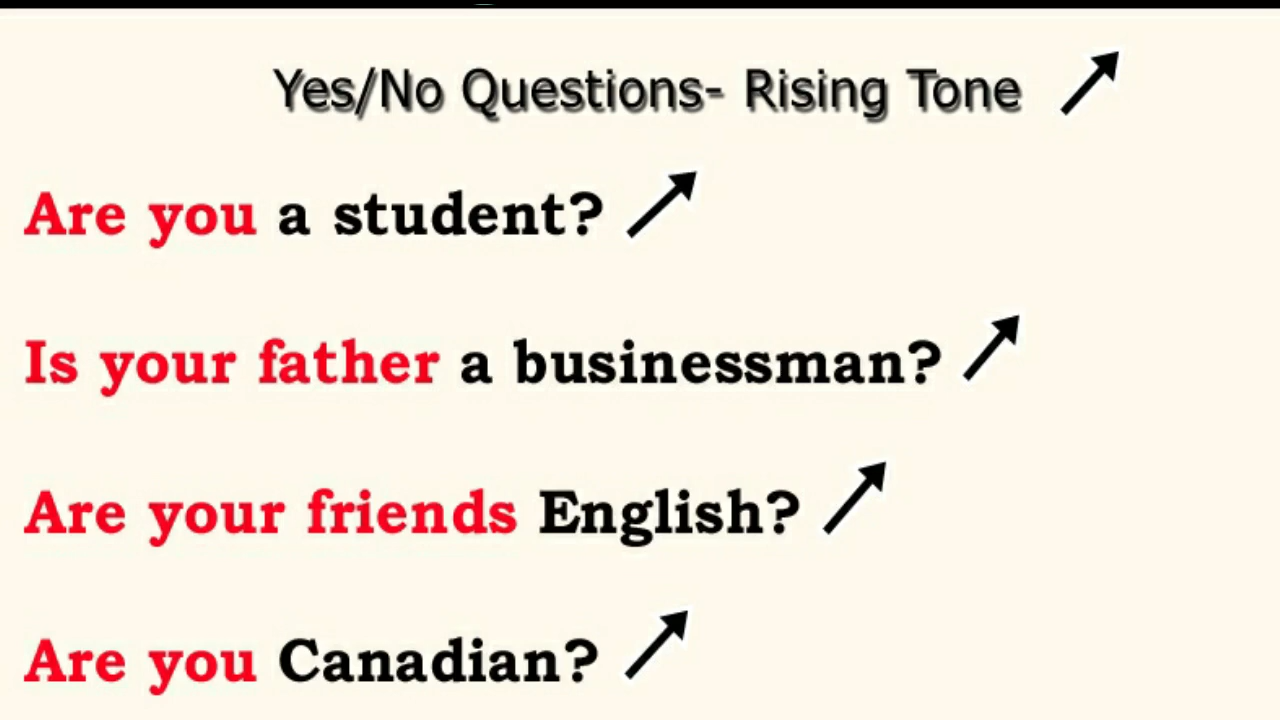 Yes/No Questions- Rising Tone
Are you a student?
Is your father a businessman?
Are your friends English?
Are you Canadian?